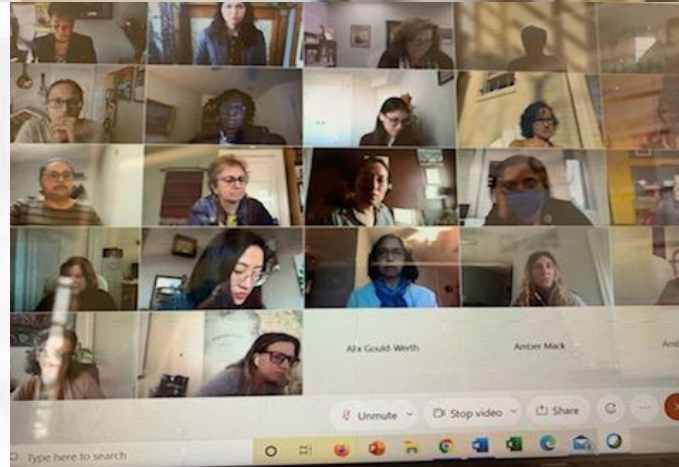 Alix Gould-Werth
Amber Mack
Unmute
Stop video
Share
Type here to search